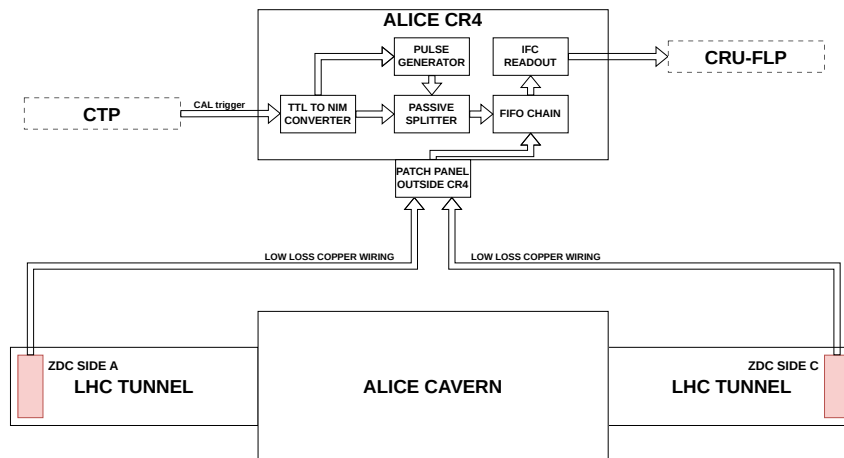 ALICE CR4
PULSE
GENERATOR
IFC
READOUT
CRU-FLP
CTP
CAL trigger
TTL TO NIM
CONVERTER
PASSIVE
SPLITTER
FIFO CHAIN
PATCH PANEL
OUTSIDE CR4
LOW LOSS COPPER WIRING
LOW LOSS COPPER WIRING
ZDC SIDE A
LHC TUNNEL
ALICE CAVERN
ZDC SIDE C
LHC TUNNEL